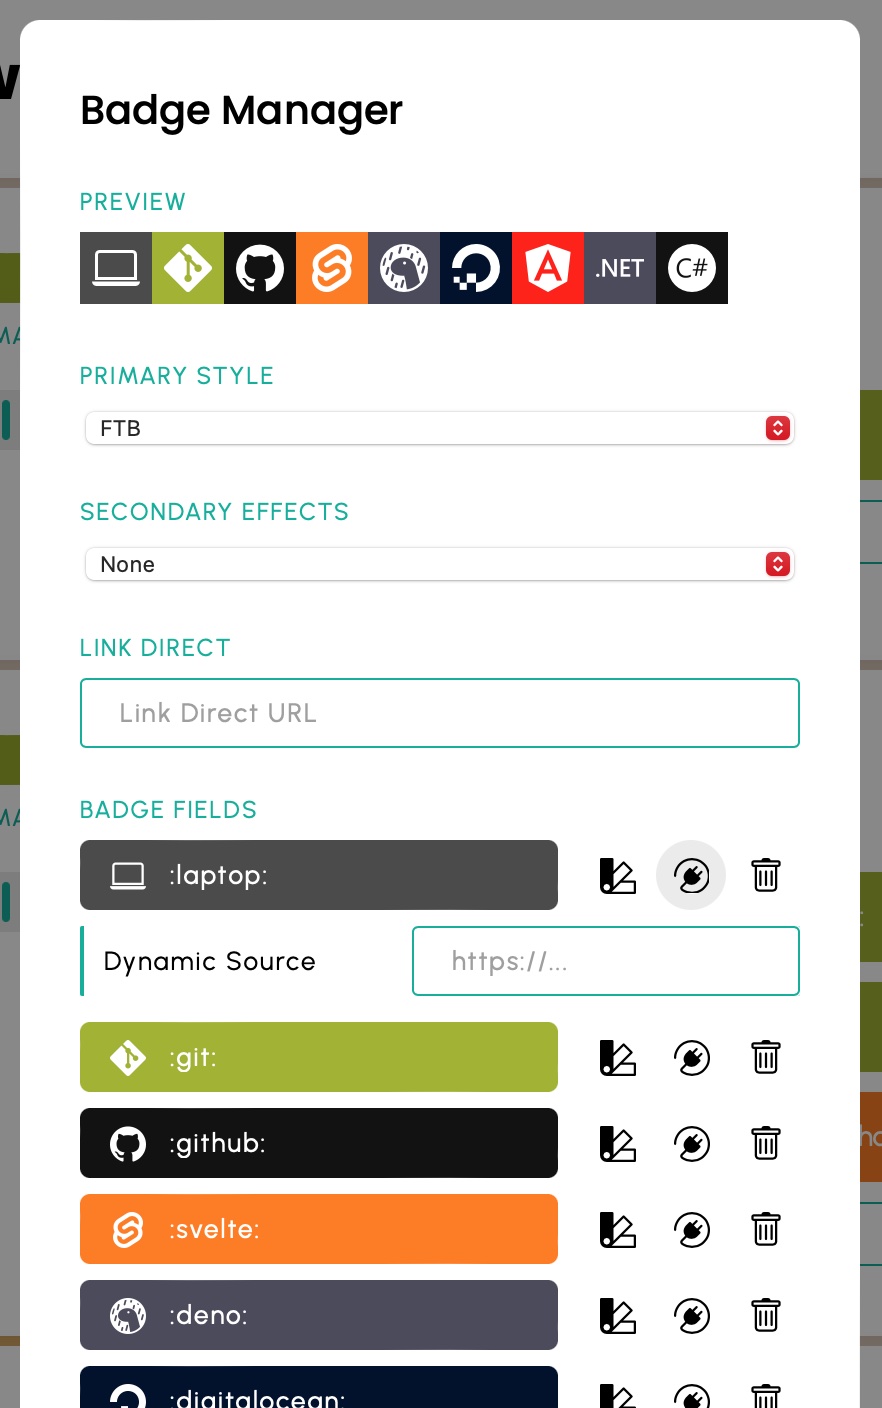 Badge Manager
PREVIEW
.NET C#
PRIMARY STYLE
FTB
SECONDARY EFFECTS
None
LINK DIRECT
Link Direct URL
BADGE FIELDS
:laptop:
Dynamic Source https://...
:git:
:github:
:svelte:
:deno:
:digitalocean: